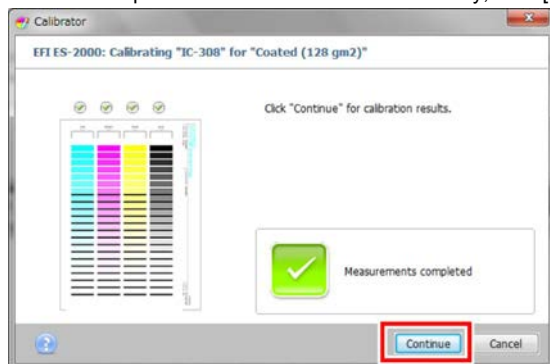 Calibrator
EFI ES-2000: Calibrating "IC-308" for "Coated (128 gm2)"
Click "Continue" for calibration results.
Measurements completed
Continue
Cancel